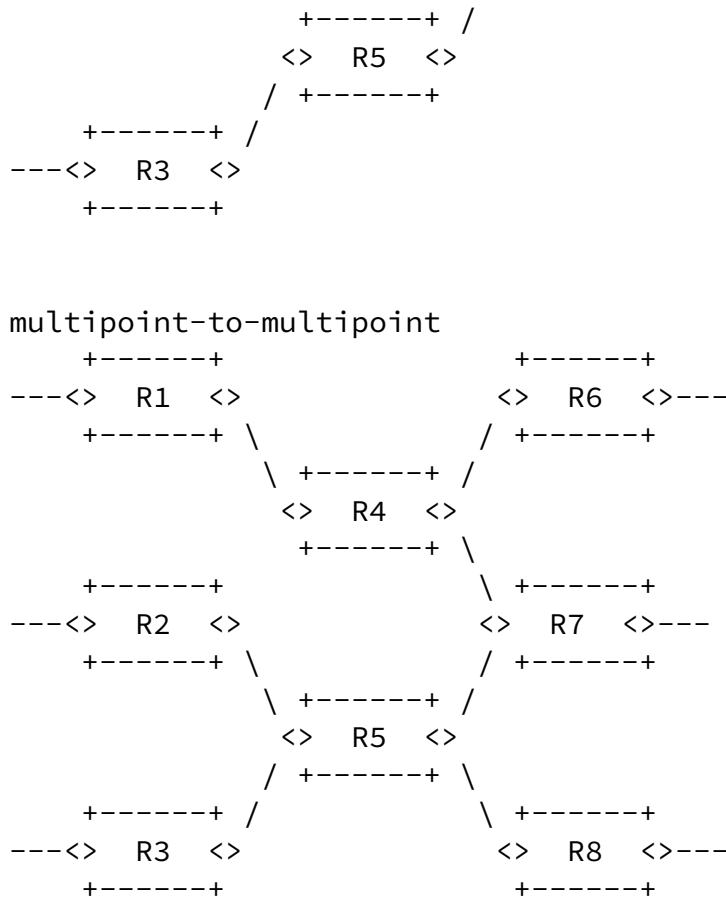 +------+ /
               <>  R5  <>
              / +------+
    +------+ /
---<>  R3  <>
    +------+

multipoint-to-multipoint
    +------+                +------+
---<>  R1  <>              <>  R6  <>---
    +------+ \            / +------+
              \ +------+ /
               <>  R4  <>
                +------+ \
    +------+              \ +------+
---<>  R2  <>             <>  R7  <>---
    +------+ \            / +------+
              \ +------+ /
               <>  R5  <>
              / +------+ \
    +------+ /            \ +------+
---<>  R3  <>              <>  R8  <>---
    +------+                +------+